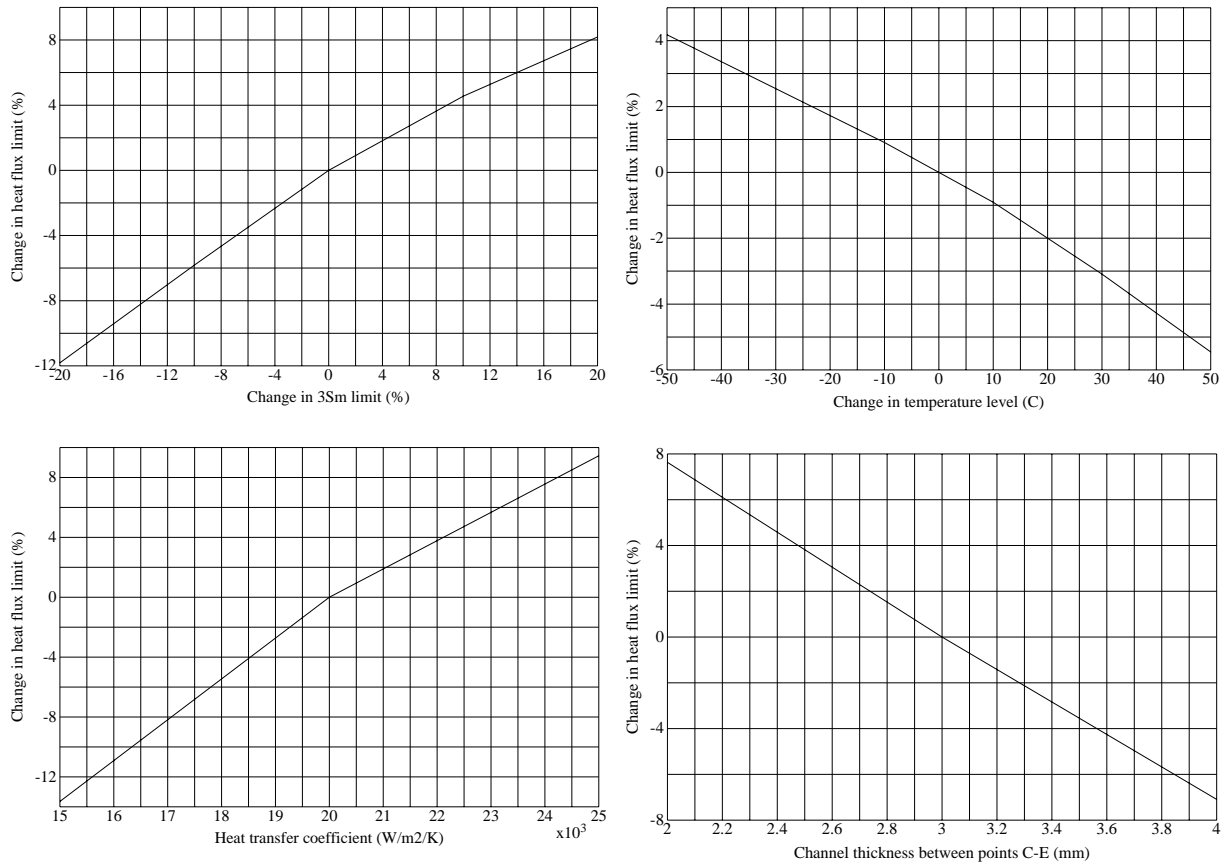 8
4
0
-4
-8
-12
Change in heat flux limit (%)
-20 -16 -12 -8 -4 0 4 8 12 16 20
Change in 3Sm limit (%)
4
2
0
-2
-4
-6
Change in heat flux limit (%)
-50 -40 -30 -20 -10 0 10 20 30 40 50
Change in temperature level (C)
8
4
0
-4
-8
-12
Change in heat flux limit (%)
15 16 17 18 19 20 21 22 23 24 25
Heat transfer coefficient (W/m2/K) x10³
8
4
0
-4
-8
Change in heat flux limit (%)
2 2.2 2.4 2.6 2.8 3 3.2 3.4 3.6 3.8 4
Channel thickness between points C-E (mm)